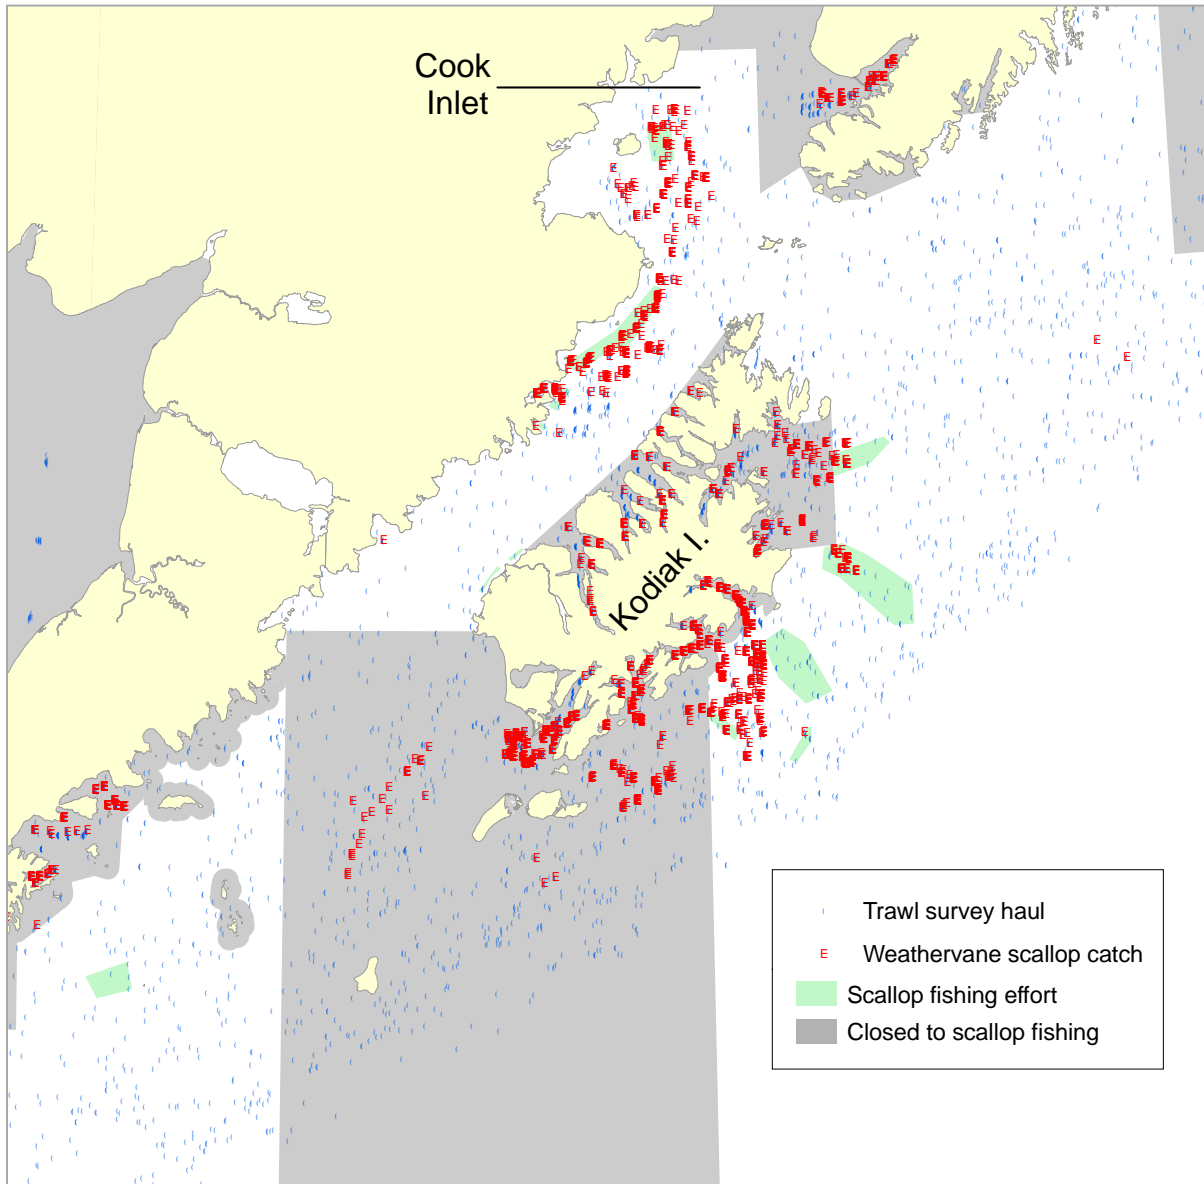 Cook
Inlet
Kodiak I.
Trawl survey haul
E Weathervane scallop catch
Scallop fishing effort
Closed to scallop fishing